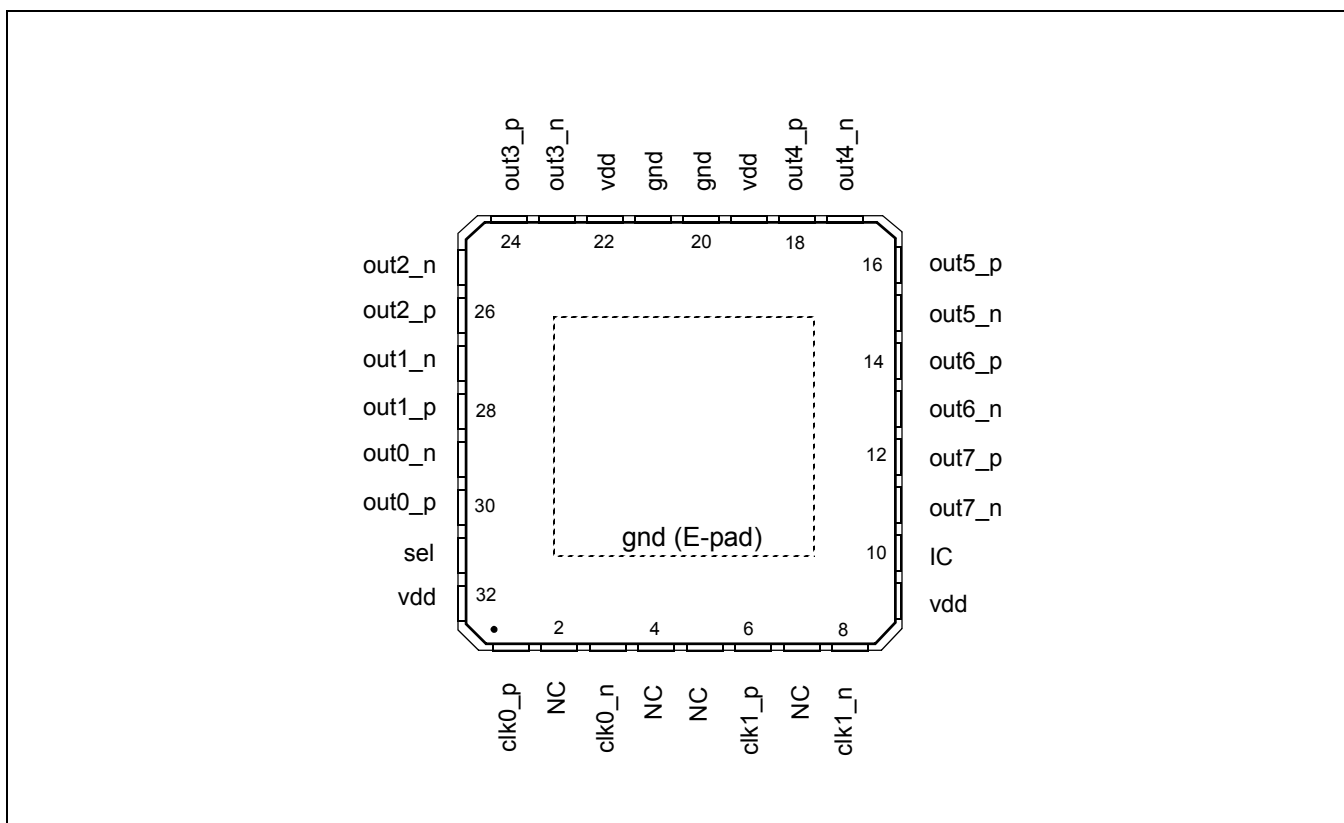 out3_p
out3_n
vdd
gnd
gnd
vdd
out4_p
out4_n
24
22
20
18
out2_n
16
out5_p
out2_p
26
out5_n
out1_n
14
out6_p
out1_p
28
out6_n
out0_n
12
out7_p
out0_p
30
out7_n
gnd (E-pad)
sel
10
IC
vdd
32
vdd
2
4
6
8
clk0_p
NC
clk0_n
NC
NC
clk1_p
NC
clk1_n